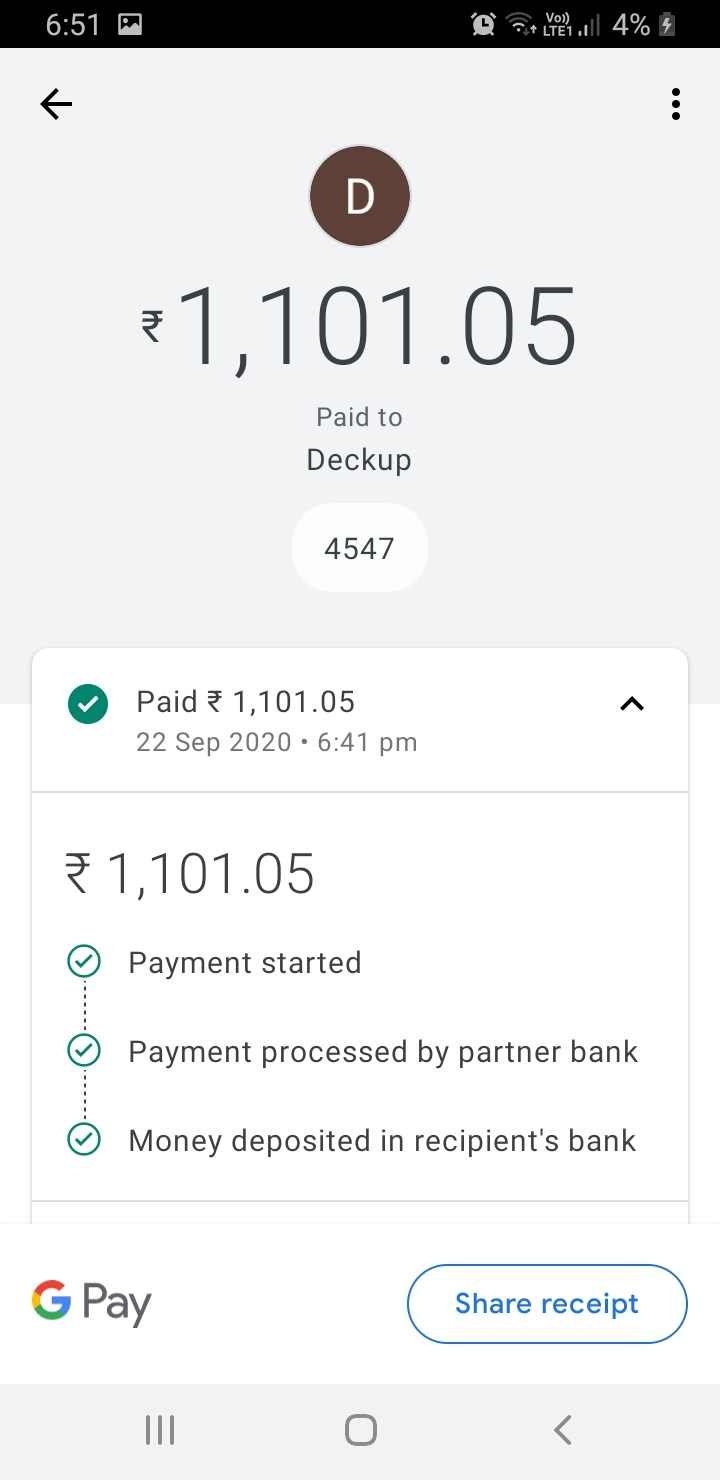 6:51 Vo)) LTE1 4%
D
₹1,101.05
Paid to
Deckup
4547
Paid ₹ 1,101.05
22 Sep 2020 • 6:41 pm
₹ 1,101.05
Payment started
Payment processed by partner bank
Money deposited in recipient's bank
G Pay Share receipt